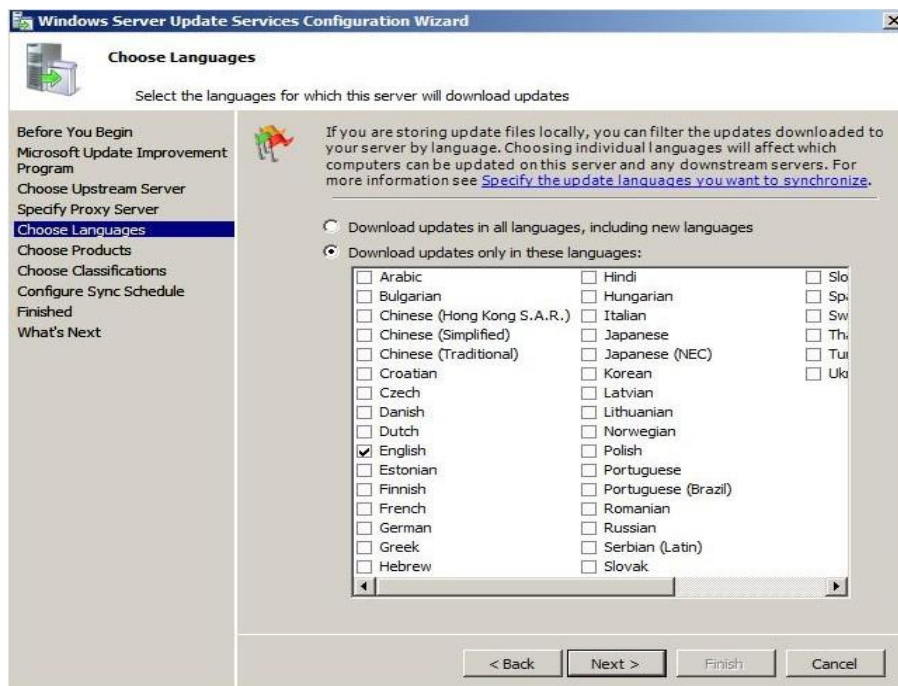 Windows Server Update Services Configuration Wizard
Choose Languages
Select the languages for which this server will download updates
Before You Begin
Microsoft Update Improvement
Program
Choose Upstream Server
Specify Proxy Server
Choose Languages
Choose Products
Choose Classifications
Configure Sync Schedule
Finished
What's Next
If you are storing update files locally, you can filter the updates downloaded to
your server by language. Choosing individual languages will affect which
computers can be updated on this server and any downstream servers. For
more information see Specify the update languages you want to synchronize.
Download updates in all languages, including new languages
Download updates only in these languages:
Arabic
Bulgarian
Chinese (Hong Kong S.A.R.)
Chinese (Simplified)
Chinese (Traditional)
Croatian
Czech
Danish
Dutch
English
Estonian
Finnish
French
German
Greek
Hebrew
Hindi
Hungarian
Italian
Japanese
Japanese (NEC)
Korean
Latvian
Lithuanian
Norwegian
Polish
Portuguese
Portuguese (Brazil)
Romanian
Russian
Serbian (Latin)
Slovak
Slo
Spa
Sw
Tha
Tur
Ukr
< Back
Next >
Finish
Cancel